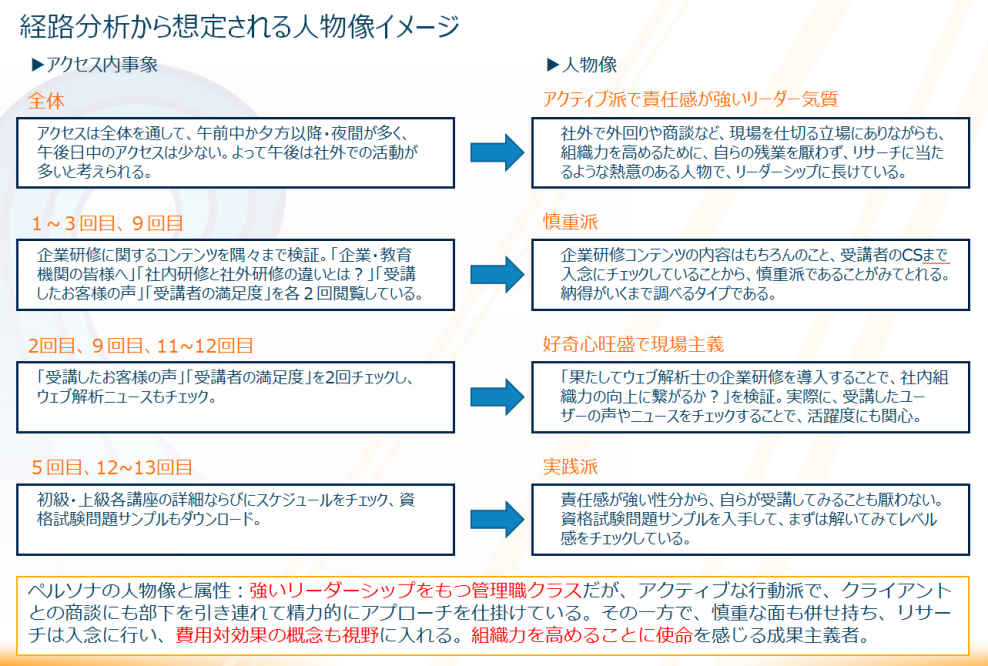 経路分析から想定される人物像イメージ
▶アクセス内事象
▶人物像
全体
アクティブ派で責任感が強いリーダー気質
アクセスは全体を通して、午前中か夕方以降・夜間が多く、
午後日中のアクセスは少ない。よって午後は社外での活動が
多いと考えられる。
社外で外回りや商談など、現場を仕切る立場にありながらも、
組織力を高めるために、自らの残業を厭わず、リサーチに当た
るような熱意のある人物で、リーダーシップに長けている。
1～3回目、9回目
慎重派
企業研修に関するコンテンツを隅々まで検証。「企業・教育
機関の皆様へ」「社内研修と社外研修の違いとは？」「受講
したお客様の声」「受講者の満足度」を各２回閲覧している。
企業研修コンテンツの内容はもちろんのこと、受講者のCSまで
入念にチェックしていることから、慎重派であることがみてとれる。
納得がいくまで調べるタイプである。
2回目、9回目、11~12回目
好奇心旺盛で現場主義
「受講したお客様の声」「受講者の満足度」を2回チェックし、
ウェブ解析ニュースもチェック。
「果たしてウェブ解析士の企業研修を導入することで、社内組
織力の向上に繋がるか？」を検証。実際に、受講したユー
ザーの声やニュースをチェックすることで、活躍度にも関心。
5回目、12~13回目
実践派
初級・上級各講座の詳細ならびにスケジュールをチェック、資
格試験問題サンプルもダウンロード。
責任感が強い性分から、自らが受講してみることも厭わない。
資格試験問題サンプルを入手して、まずは解いてみてレベル
感をチェックしている。
ペルソナの人物像と属性：強いリーダーシップをもつ管理職クラスだが、アクティブな行動派で、クライアント
との商談にも部下を引き連れて精力的にアプローチを仕掛けている。その一方で、慎重な面も併せ持ち、リサー
チは入念に行い、費用対効果の概念も視野に入れる。組織力を高めることに使命を感じる成果主義者。